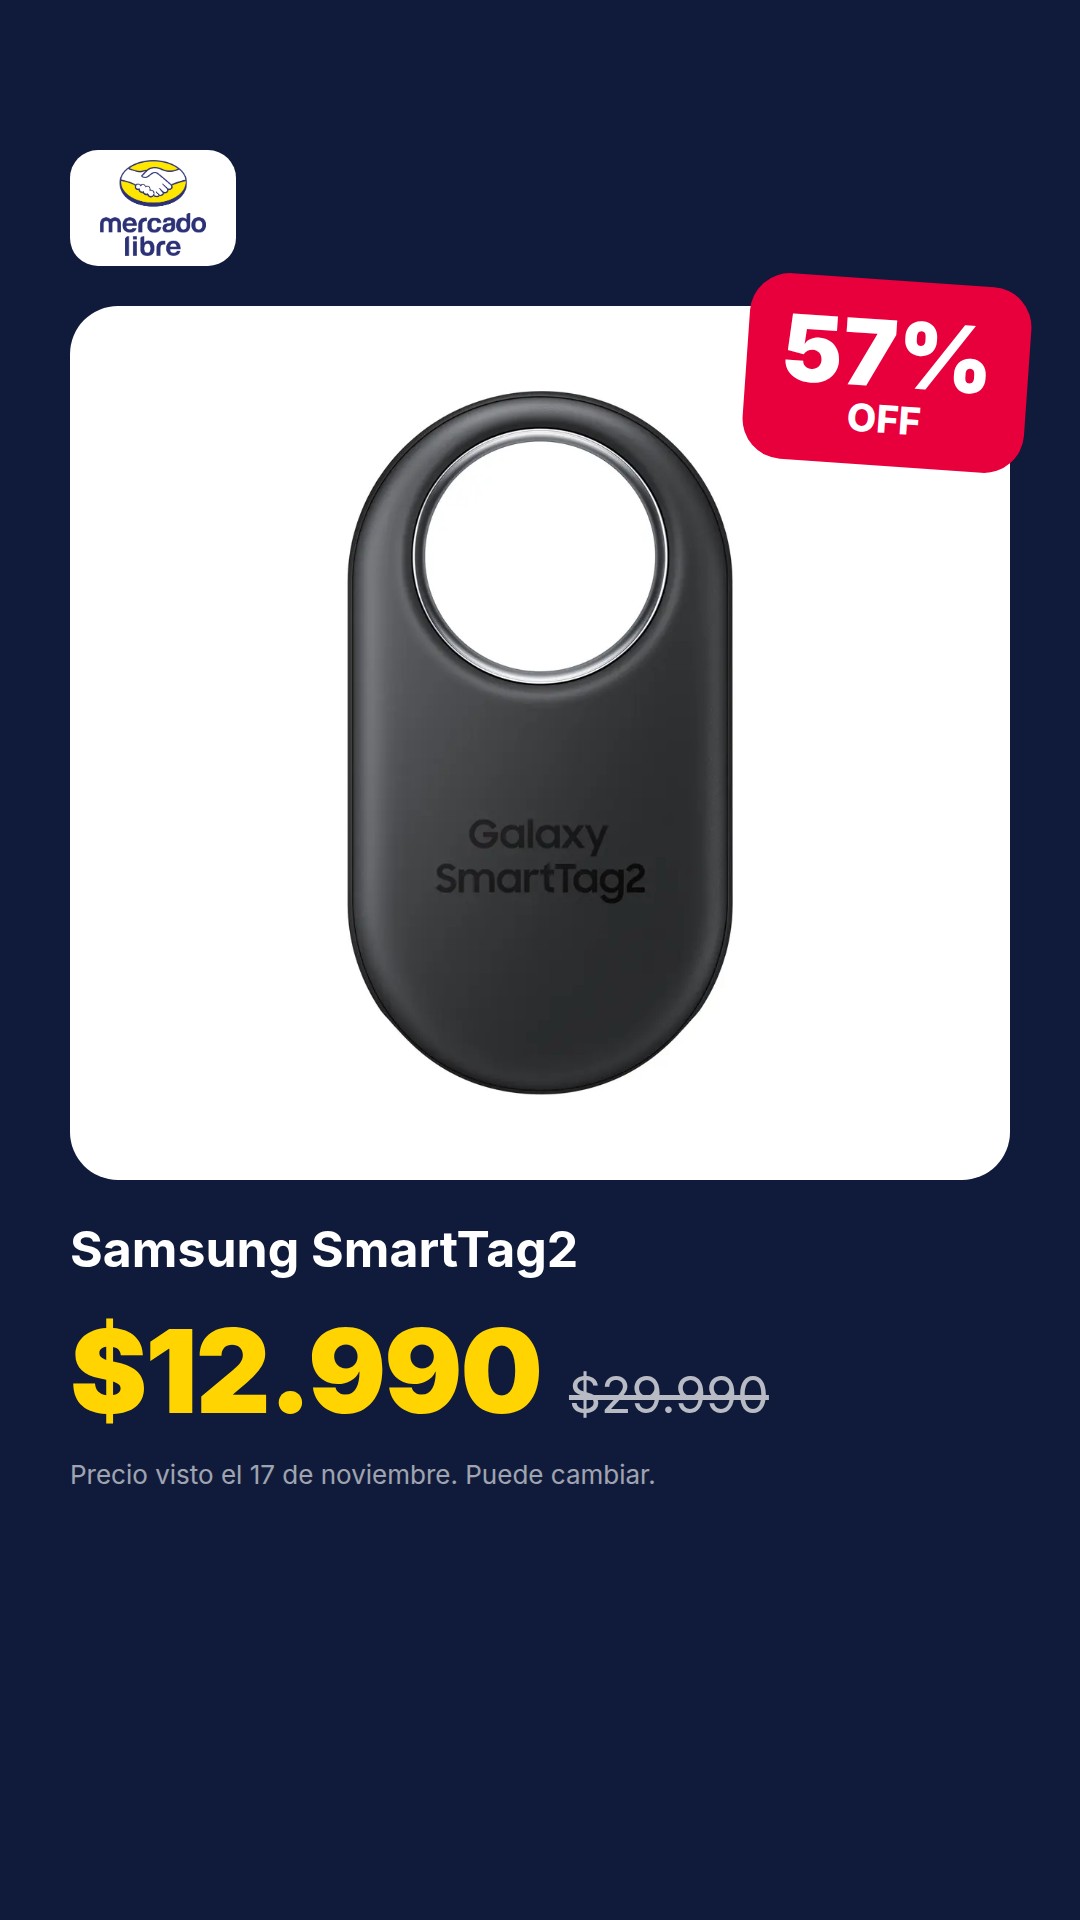 mercado
libre
57%
OFF
Galaxy
SmartTag2
Samsung SmartTag2
$12.990 $29.990
Precio visto el 17 de noviembre. Puede cambiar.